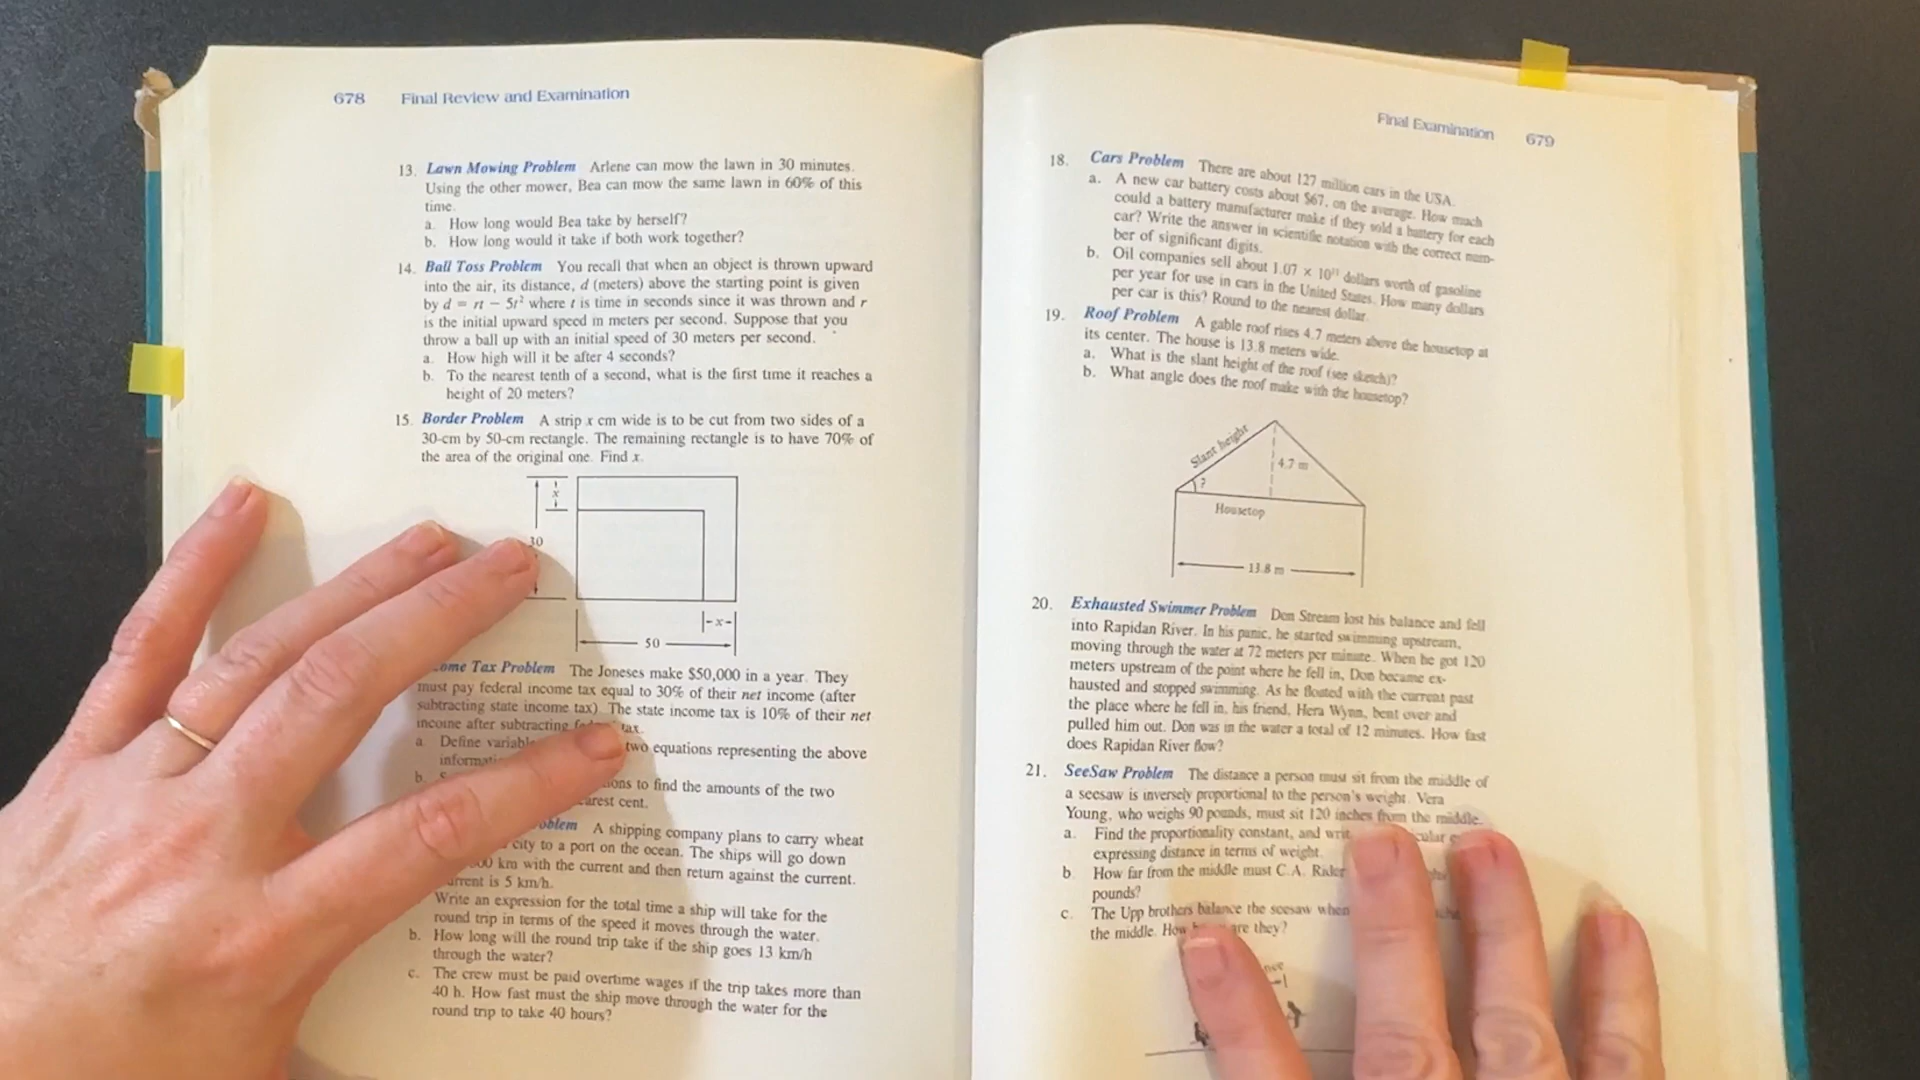 678 Final Review and Examination
13. Lawn Mowing Problem Arlene can mow the lawn in 30 minutes.
Using the other mower, Bea can mow the same lawn in 60% of this
time.
a. How long would Bea take by herself?
b. How long would it take if both work together?
14. Ball Toss Problem You recall that when an object is thrown upward
into the air, its distance, d (meters) above the starting point is given
by d = rt − 5t² where t is time in seconds since it was thrown and r
is the initial upward speed in meters per second. Suppose that you
throw a ball up with an initial speed of 30 meters per second.
a. How high will it be after 4 seconds?
b. To the nearest tenth of a second, what is the first time it reaches a
height of 20 meters?
15. Border Problem A strip x cm wide is to be cut from two sides of a
30-cm by 50-cm rectangle. The remaining rectangle is to have 70% of
the area of the original one. Find x.
x
30
x
50
Tax Problem The Joneses make $50,000 in a year. They
must pay federal income tax equal to 30% of their net income (after
subtracting state income tax). The state income tax is 10% of their net
income after subtracting tax.
a. Define two equations representing the above
b. to find the amounts of the two
cent.
A shipping company plans to carry wheat
city to a port on the ocean. The ships will go down
km with the current and then return against the current.
is 5 km/h.
Write an expression for the total time a ship will take for the
round trip in terms of the speed it moves through the water.
b. How long will the round trip take if the ship goes 13 km/h
through the water?
c. The crew must be paid overtime wages if the trip takes more than
40 h. How fast must the ship move through the water for the
round trip to take 40 hours?
Final Examination 679
18. Cars Problem There are about 127 million cars in the USA.
a. A new car battery costs about $67, on the average. How much
could a battery manufacturer make if they sold a battery for each
car? Write the answer in scientific notation with the correct num-
ber of significant digits.
b. Oil companies sell about 1.07 × 10¹¹ dollars worth of gasoline
per year for use in cars in the United States. How many dollars
per car is this? Round to the nearest dollar.
19. Roof Problem A gable roof rises 4.7 meters above the housetop at
its center. The house is 13.8 meters wide.
a. What is the slant height of the roof (see sketch)?
b. What angle does the roof make with the housetop?
Slant height
4.7 m
?
Housetop
13.8 m
20. Exhausted Swimmer Problem Don Stream lost his balance and fell
into Rapidan River. In his panic, he started swimming upstream,
moving through the water at 72 meters per minute. When he got 120
meters upstream of the point where he fell in, Don became ex-
hausted and stopped swimming. As he floated with the current past
the place where he fell in, his friend, Hera Wynn, bent over and
pulled him out. Don was in the water a total of 12 minutes. How fast
does Rapidan River flow?
21. SeeSaw Problem The distance a person must sit from the middle of
a seesaw is inversely proportional to the person's weight. Vera
Young, who weighs 90 pounds, must sit 120 inches from the middle.
a. Find the proportionality constant, and
expressing distance in terms of weight.
b. How far from the middle must C.A. Rider
pounds?
c. The Upp brothers balance the seesaw when
the middle. How are they?